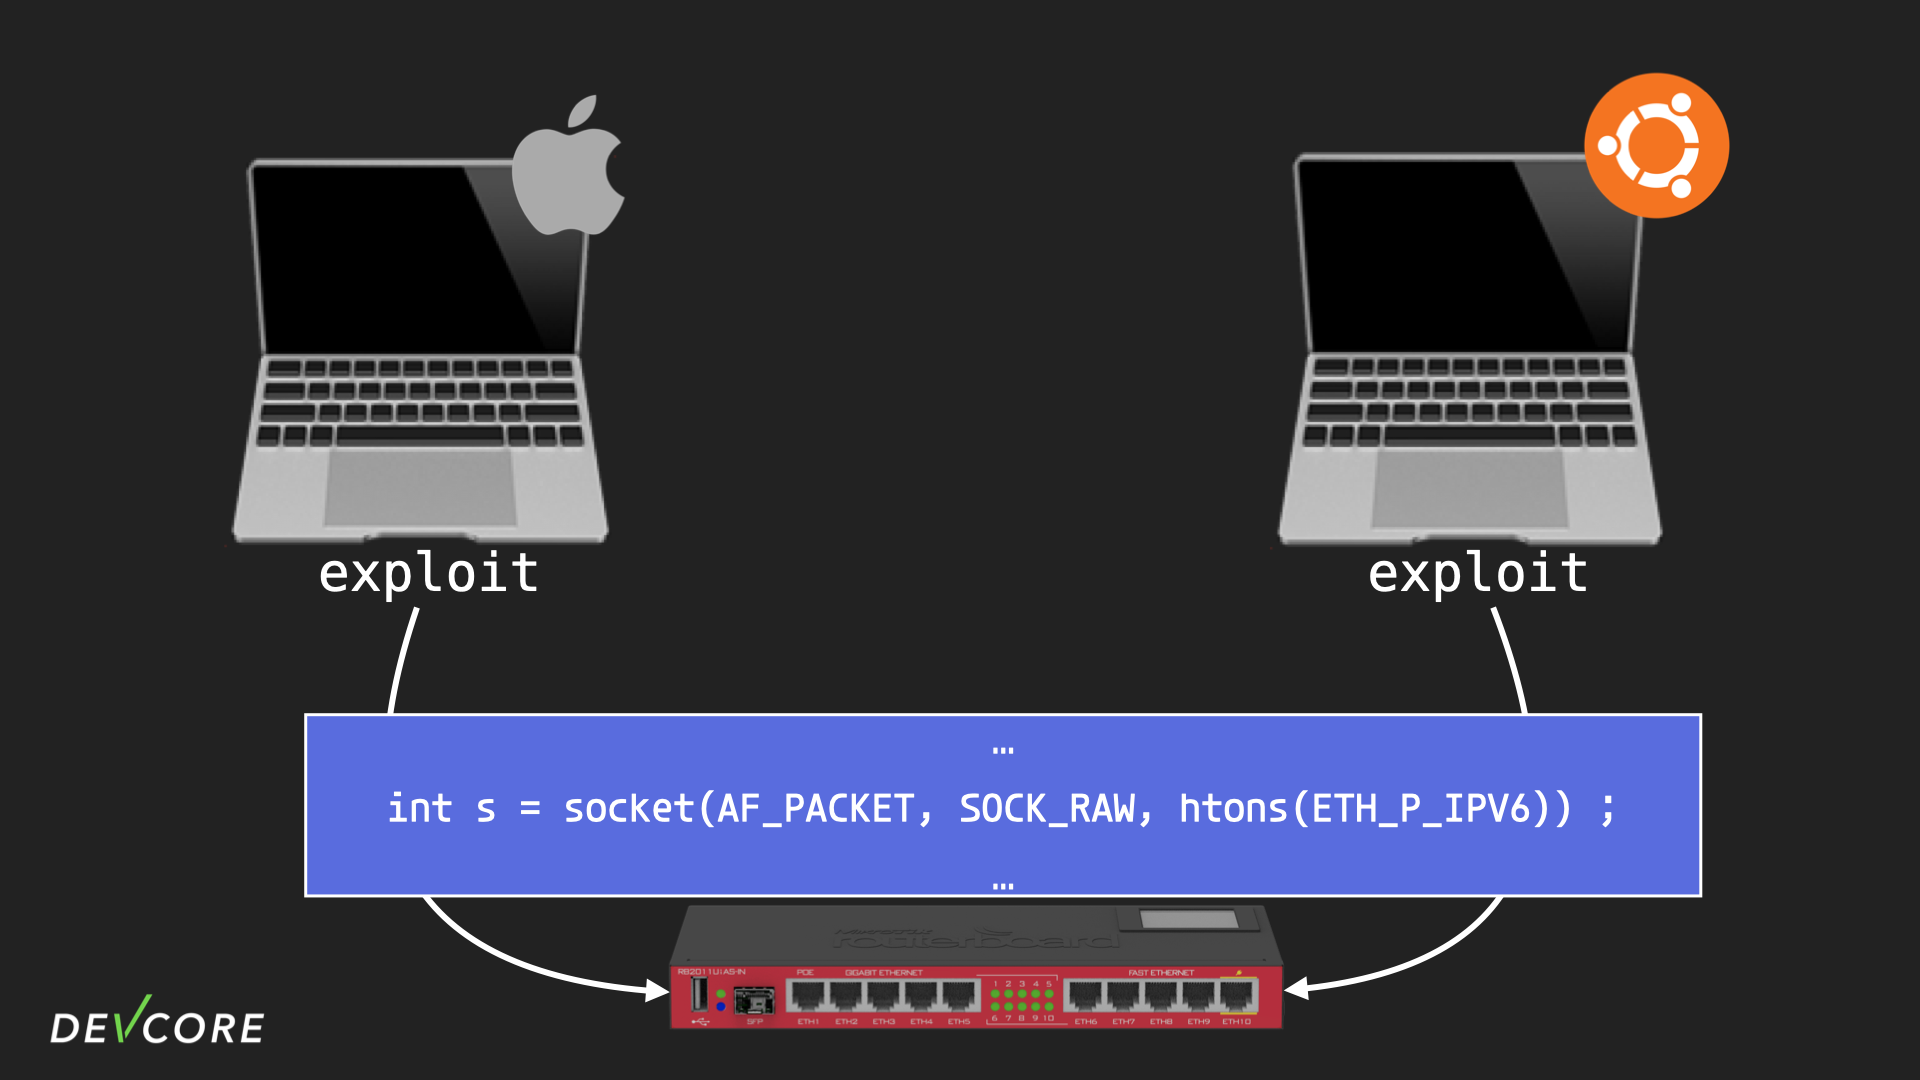 exploit
exploit
…
int s = socket(AF_PACKET, SOCK_RAW, htons(ETH_P_IPV6)) ;
…
routerboard
RB2011UiAS-IN
POE
GIGABIT ETHERNET
FAST ETHERNET
1 2 3 4 5
6 7 8 9 10
SFP
ETH1 ETH2 ETH3 ETH4 ETH5
ETH6 ETH7 ETH8 ETH9 ETH10
DEVCORE